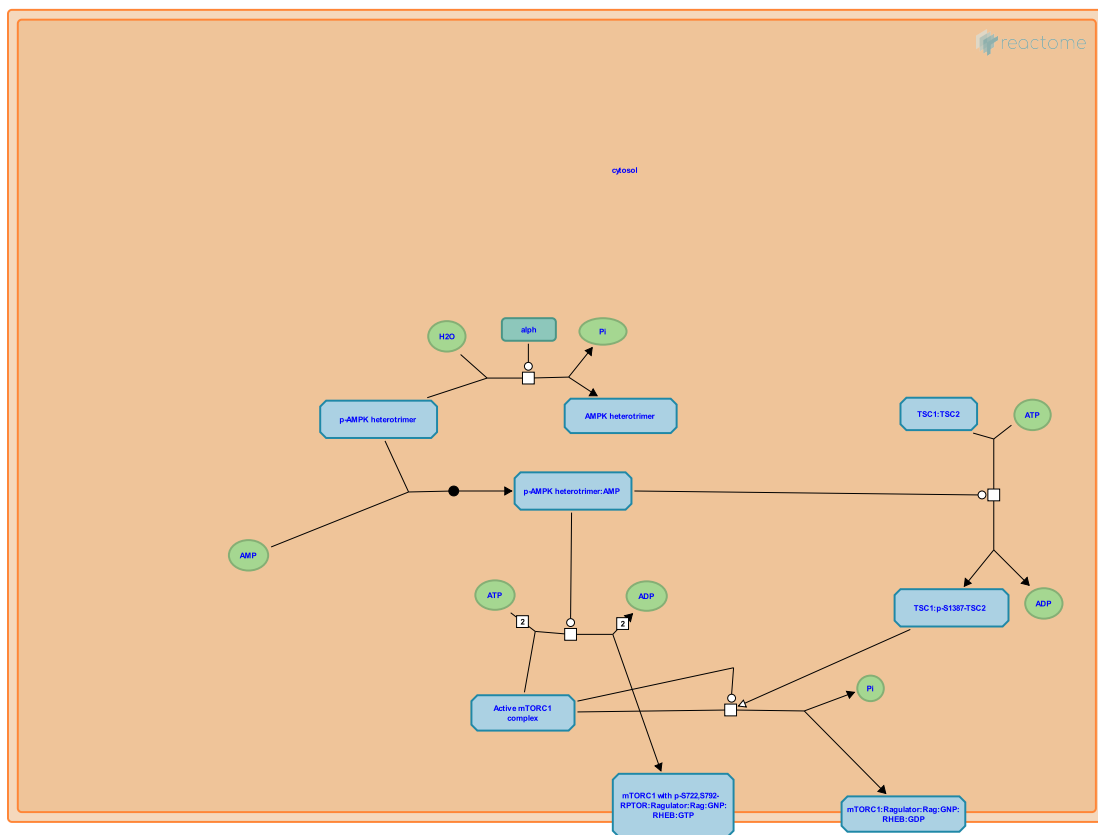 reactome
cytosol
H2O
alph
Pi
p-AMPK heterotrimer
AMPK heterotrimer
TSC1:TSC2
ATP
p-AMPK heterotrimer:AMP
AMP
ATP
ADP
2
2
TSC1:p-S1387-TSC2
ADP
Pi
Active mTORC1
complex
mTORC1 with p-S722,S792-
RPTOR:Ragulator:Rag:GNP:
RHEB:GTP
mTORC1:Ragulator:Rag:GNP:
RHEB:GDP